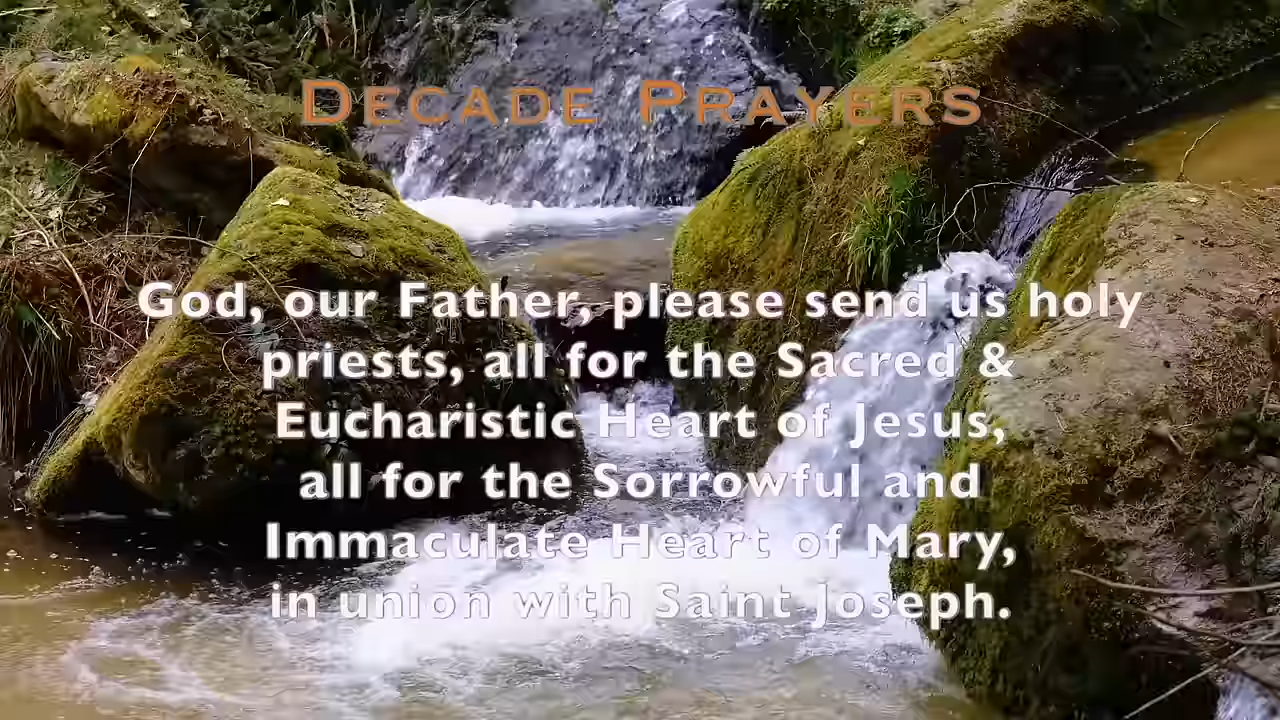 Decade Prayers
God, our Father, please send us holy
priests, all for the Sacred &
Eucharistic Heart of Jesus,
all for the Sorrowful and
Immaculate Heart of Mary,
in union with Saint Joseph.